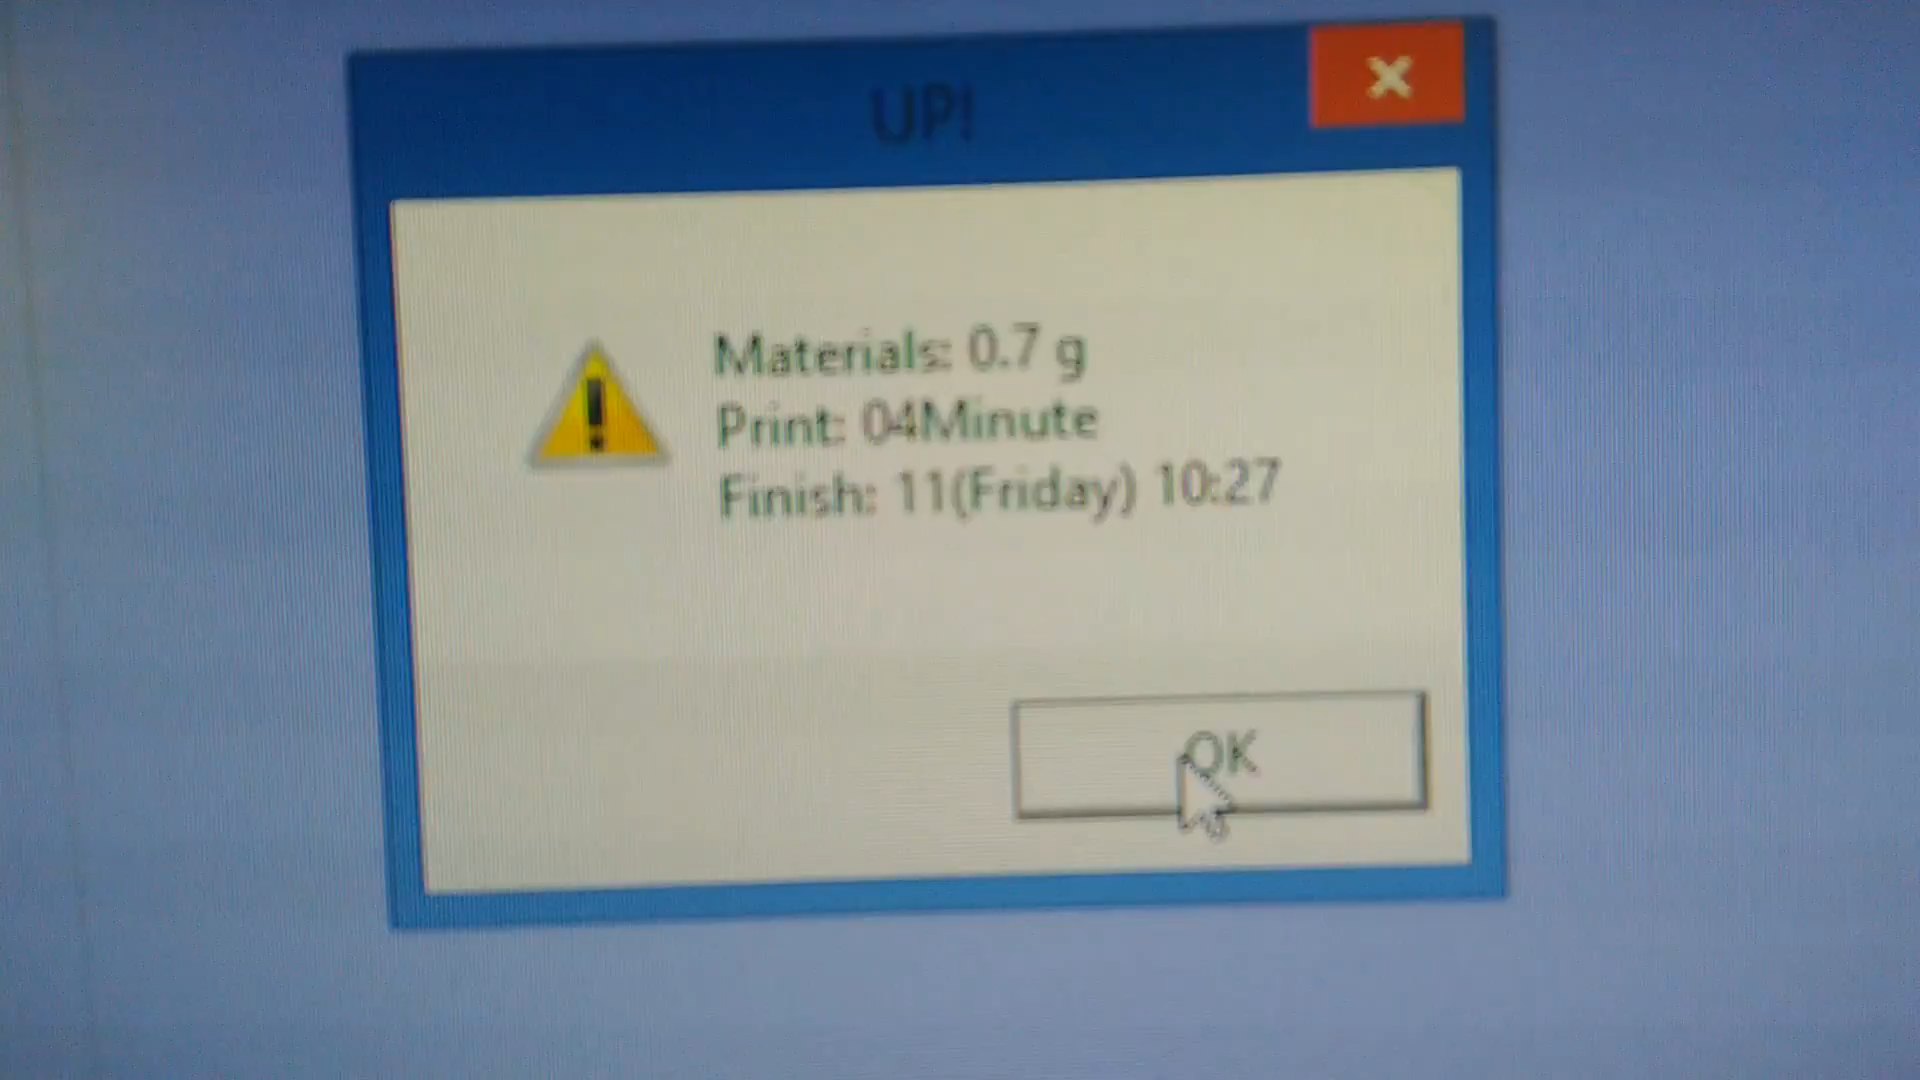 UP!
Materials: 0.7 g
Print: 04Minute
Finish: 11(Friday) 10:27
OK